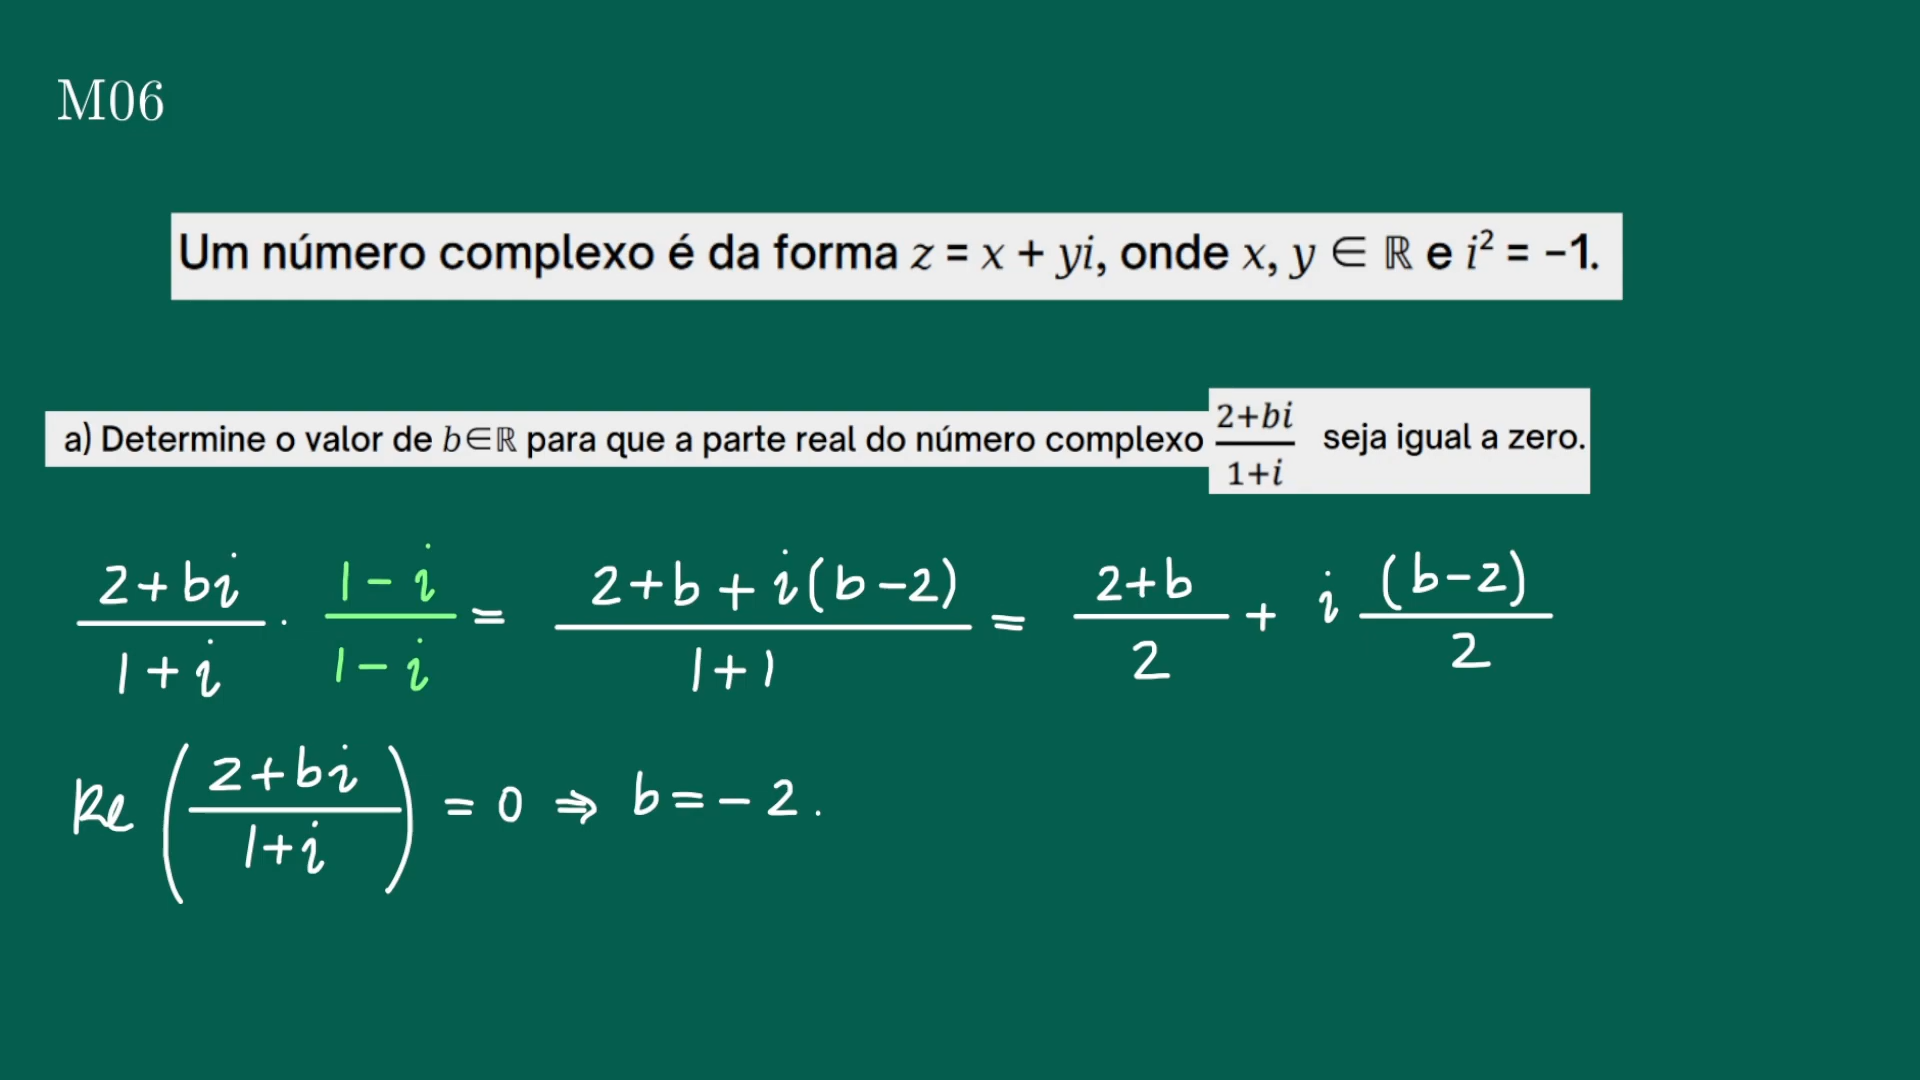 M06
Um número complexo é da forma z = x + yi, onde x, y ∈ ℝ e i² = −1.
a) Determine o valor de b∈ℝ para que a parte real do número complexo (2+bi)/(1+i) seja igual a zero.
(2+bi)/(1+i) · (1−i)/(1−i) = (2+b+i(b−2))/(1+1) = (2+b)/2 + i (b−2)/2
Re((2+bi)/(1+i)) = 0 ⇒ b = −2.